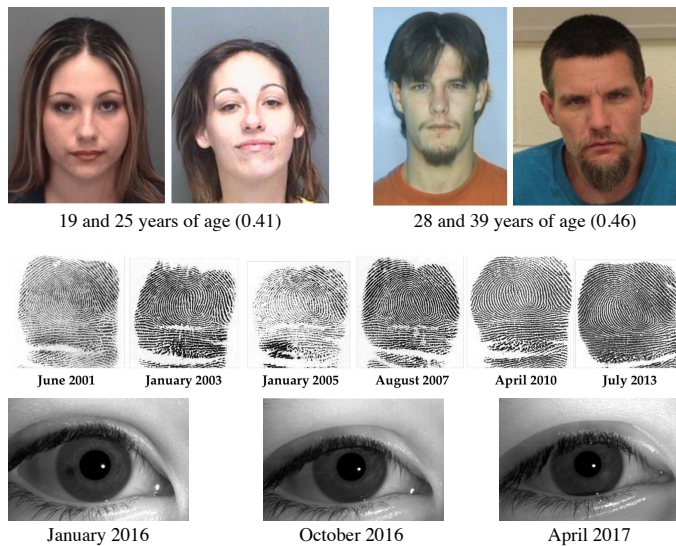 19 and 25 years of age (0.41)
28 and 39 years of age (0.46)
June 2001
January 2003
January 2005
August 2007
April 2010
July 2013
January 2016
October 2016
April 2017